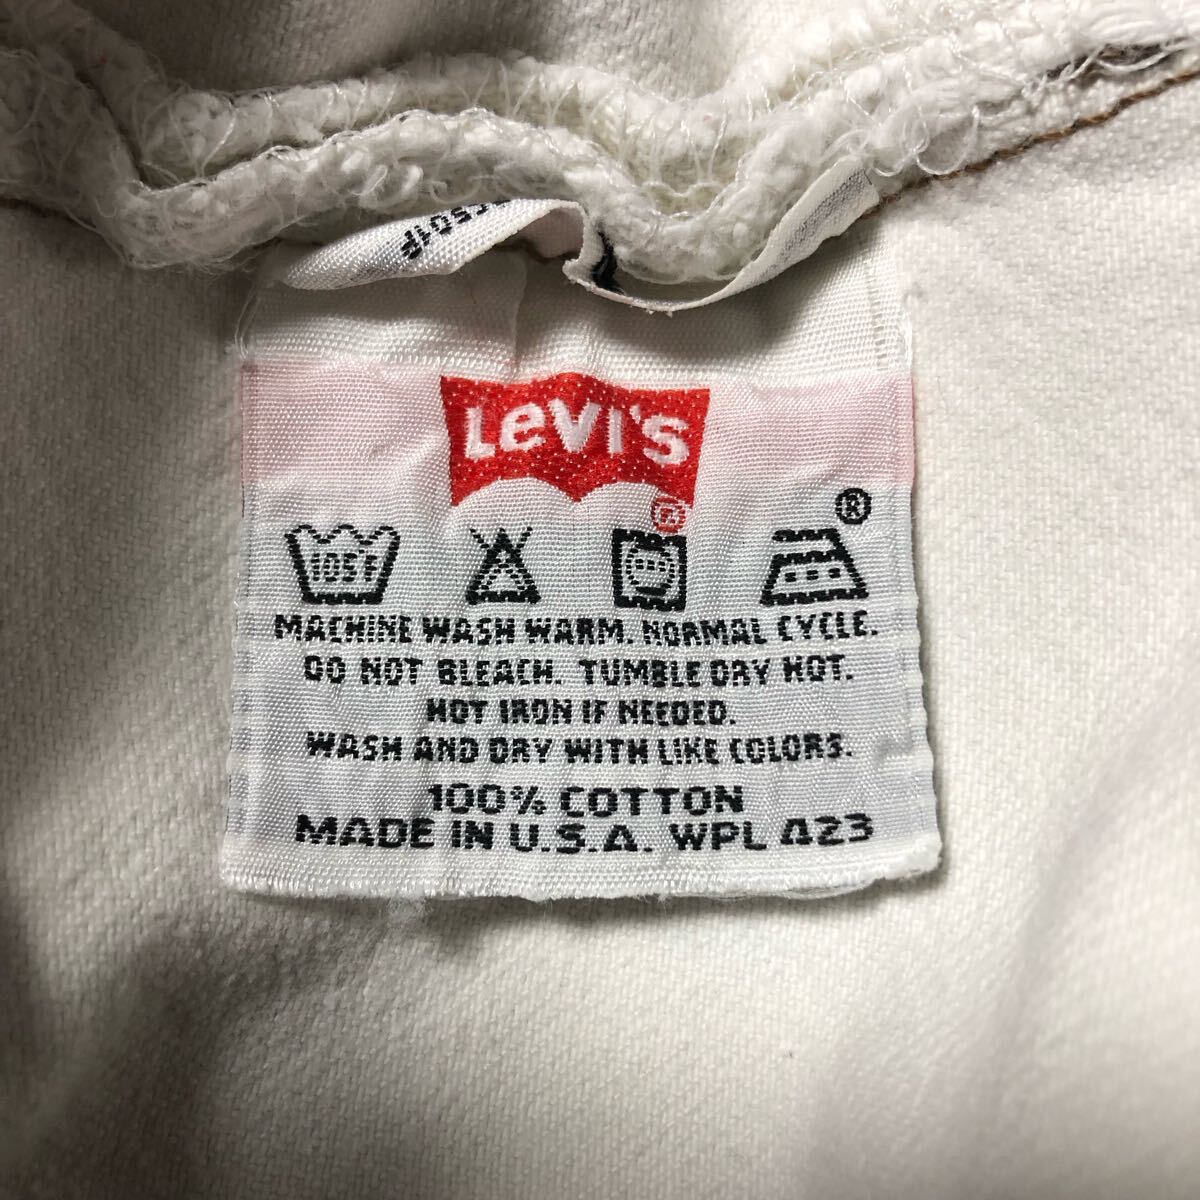 LEVI'S
®
®
105°F
MACHINE WASH WARM. NORMAL CYCLE.
DO NOT BLEACH. TUMBLE DRY HOT.
HOT IRON IF NEEDED.
WASH AND DRY WITH LIKE COLORS.
100% COTTON
MADE IN U.S.A. WPL 423